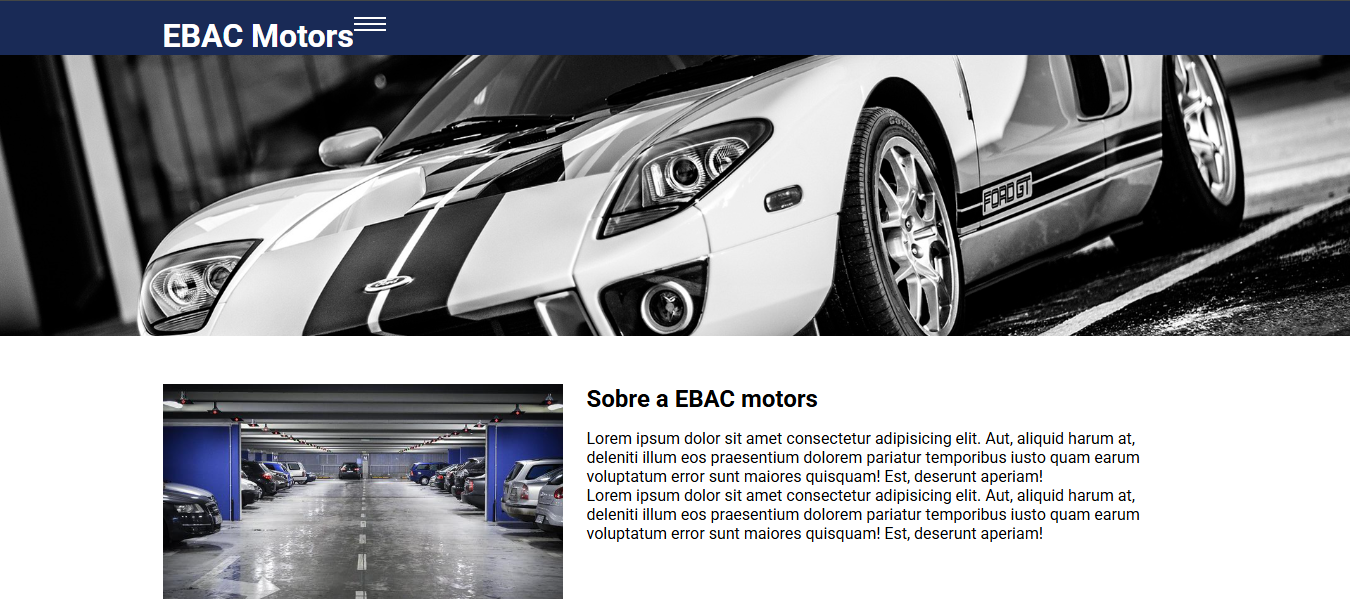 EBAC Motors
FORD GT
Sobre a EBAC motors
Lorem ipsum dolor sit amet consectetur adipisicing elit. Aut, aliquid harum at,
deleniti illum eos praesentium dolorem pariatur temporibus iusto quam earum
voluptatum error sunt maiores quisquam! Est, deserunt aperiam!
Lorem ipsum dolor sit amet consectetur adipisicing elit. Aut, aliquid harum at,
deleniti illum eos praesentium dolorem pariatur temporibus iusto quam earum
voluptatum error sunt maiores quisquam! Est, deserunt aperiam!